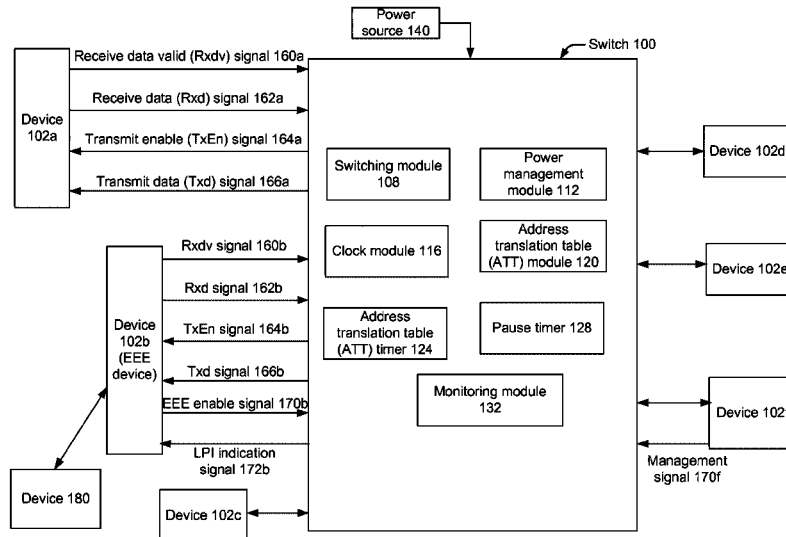 Power
source 140
Switch 100
Receive data valid (Rxdv) signal 160a
Receive data (Rxd) signal 162a
Device
102a
Transmit enable (TxEn) signal 164a
Transmit data (Txd) signal 166a
Switching module
108
Power
management
module 112
Device 102d
Clock module 116
Address
translation table
(ATT) module 120
Device 102e
Rxdv signal 160b
Rxd signal 162b
Device
102b
(EEE
device)
TxEn signal 164b
Txd signal 166b
EEE enable signal 170b
Address
translation table
(ATT) timer 124
Pause timer 128
Monitoring module
132
Device 102f
LPI indication
signal 172b
Management
signal 170f
Device 180
Device 102c